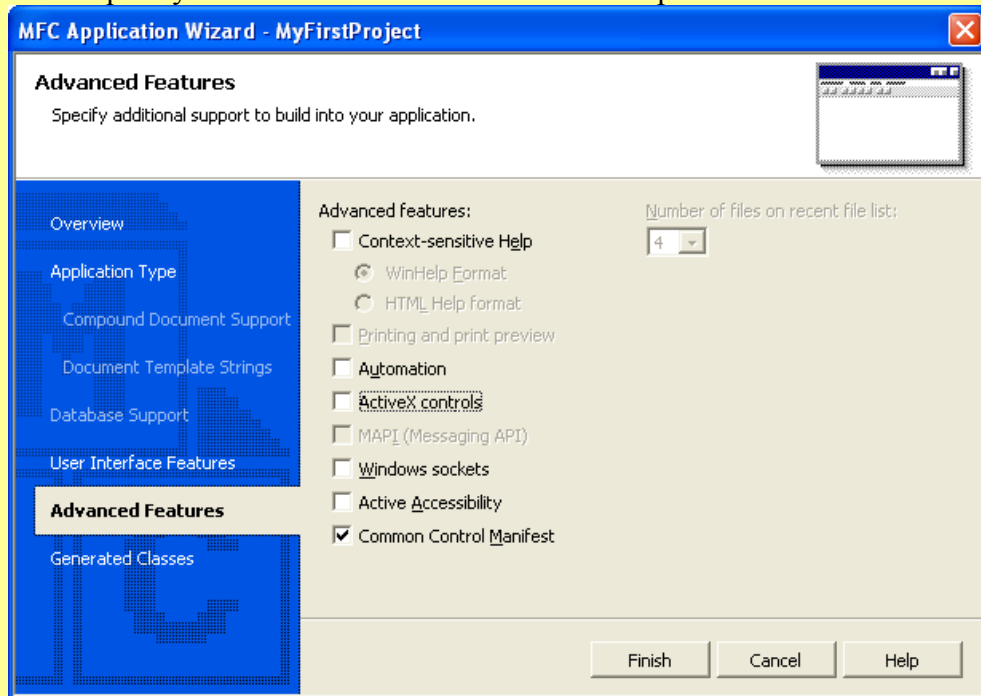 MFC Application Wizard - MyFirstProject
Advanced Features
Specify additional support to build into your application.
Overview
Application Type
Compound Document Support
Document Template Strings
Database Support
User Interface Features
Advanced Features
Generated Classes
Advanced features:
Context-sensitive Help
WinHelp Format
HTML Help format
Printing and print preview
Automation
ActiveX controls
MAPI (Messaging API)
Windows sockets
Active Accessibility
Common Control Manifest
Number of files on recent file list:
4
Finish Cancel Help